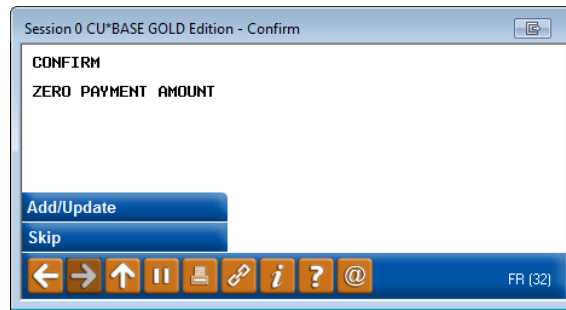 Session 0 CU*BASE GOLD Edition - Confirm
CONFIRM
ZERO PAYMENT AMOUNT
Add/Update
Skip
i ? @ FR (32)